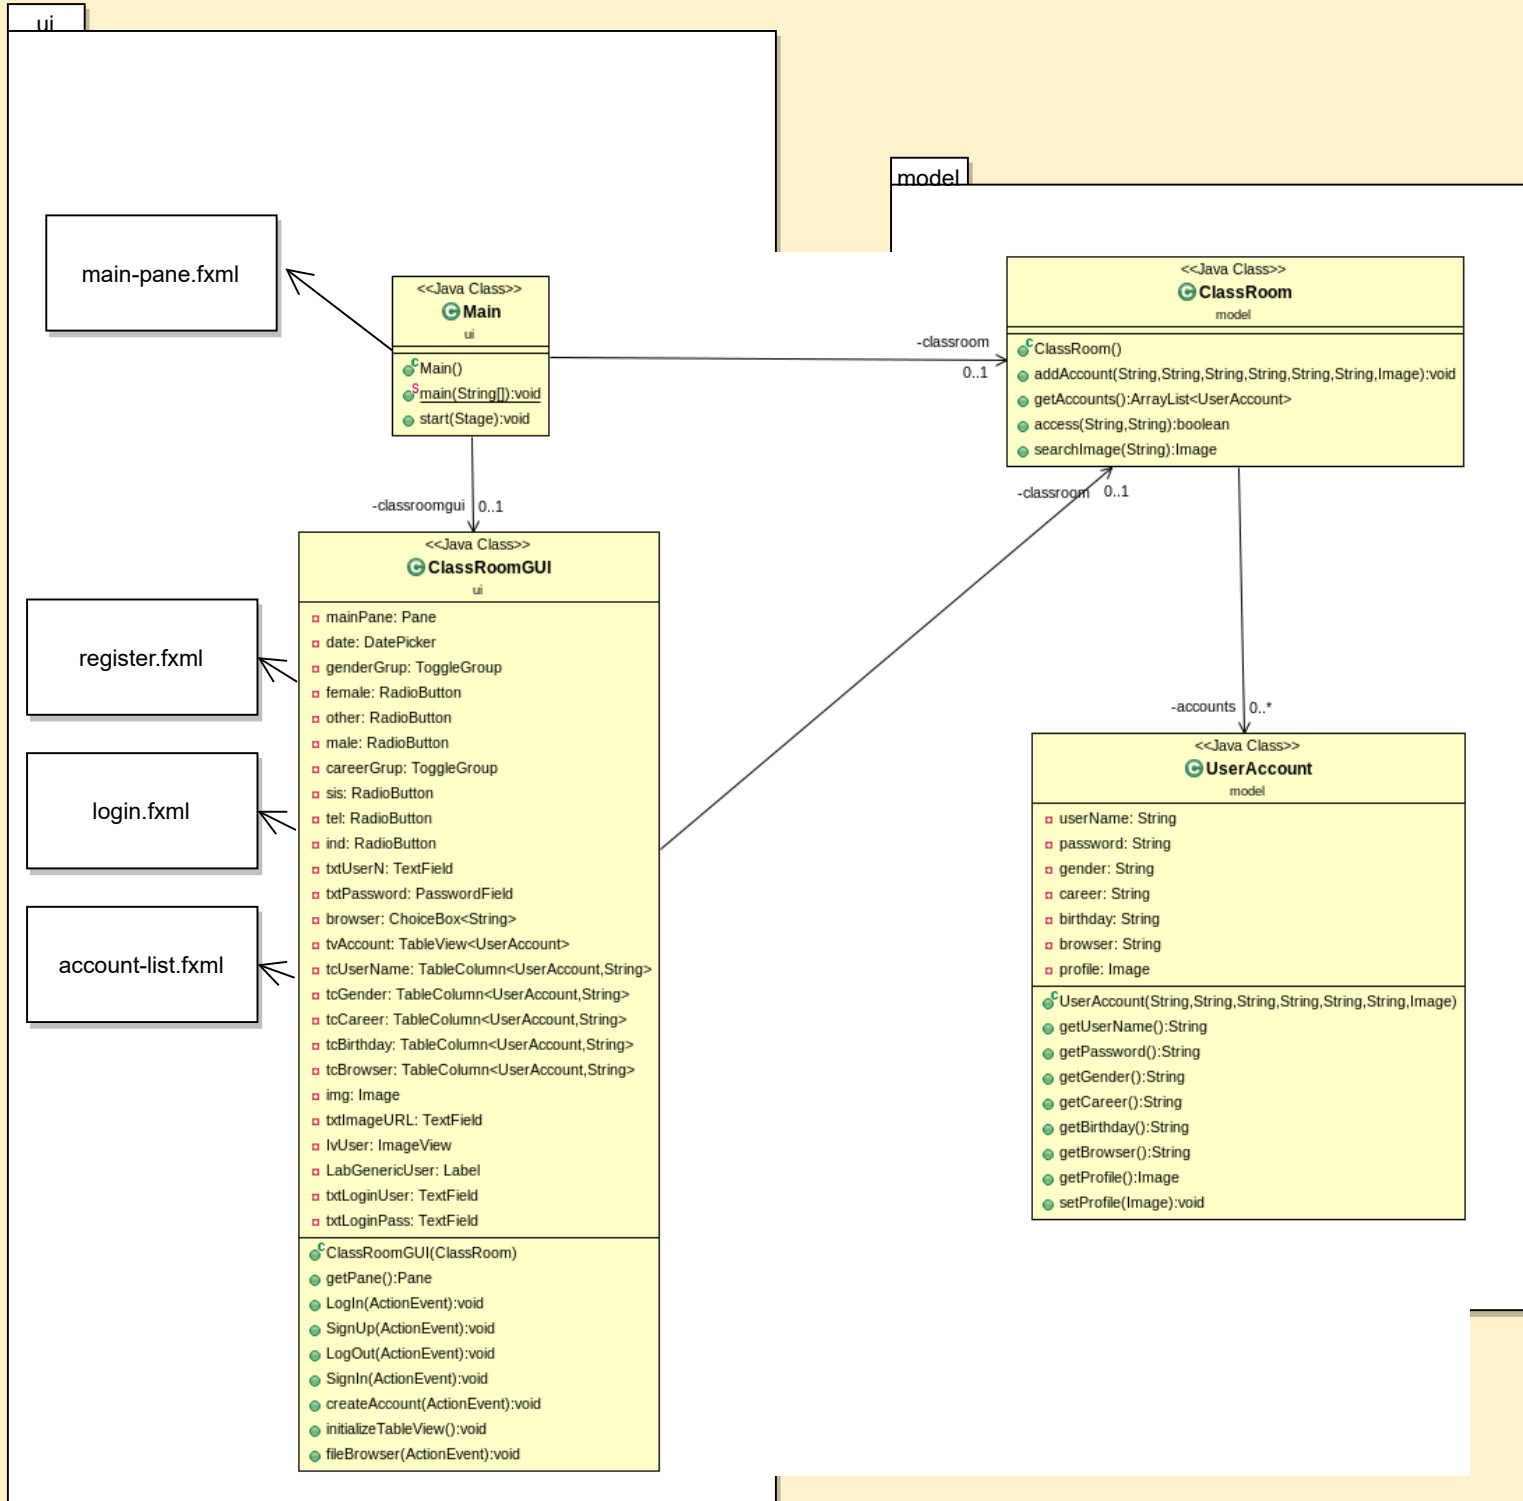 ui
model
main-pane.fxml
<<Java Class>>
Main
ui
Main()
main(String[]):void
start(Stage):void
-classroom
0..1
<<Java Class>>
ClassRoom
model
ClassRoom()
addAccount(String,String,String,String,String,String,Image):void
getAccounts():ArrayList<UserAccount>
access(String,String):boolean
searchImage(String):Image
-classroomgui
0..1
-classroom
0..1
<<Java Class>>
ClassRoomGUI
ui
mainPane: Pane
date: DatePicker
genderGrup: ToggleGroup
female: RadioButton
other: RadioButton
male: RadioButton
careerGrup: ToggleGroup
sis: RadioButton
tel: RadioButton
ind: RadioButton
txtUserN: TextField
txtPassword: PasswordField
browser: ChoiceBox<String>
tvAccount: TableView<UserAccount>
tcUserName: TableColumn<UserAccount,String>
tcGender: TableColumn<UserAccount,String>
tcCareer: TableColumn<UserAccount,String>
tcBirthday: TableColumn<UserAccount,String>
tcBrowser: TableColumn<UserAccount,String>
img: Image
txtImageURL: TextField
IvUser: ImageView
LabGenericUser: Label
txtLoginUser: TextField
txtLoginPass: TextField
ClassRoomGUI(ClassRoom)
getPane():Pane
LogIn(ActionEvent):void
SignUp(ActionEvent):void
LogOut(ActionEvent):void
SignIn(ActionEvent):void
createAccount(ActionEvent):void
initializeTableView():void
fileBrowser(ActionEvent):void
register.fxml
login.fxml
account-list.fxml
-accounts
0..*
<<Java Class>>
UserAccount
model
userName: String
password: String
gender: String
career: String
birthday: String
browser: String
profile: Image
UserAccount(String,String,String,String,String,String,Image)
getUserName():String
getPassword():String
getGender():String
getCareer():String
getBirthday():String
getBrowser():String
getProfile():Image
setProfile(Image):void